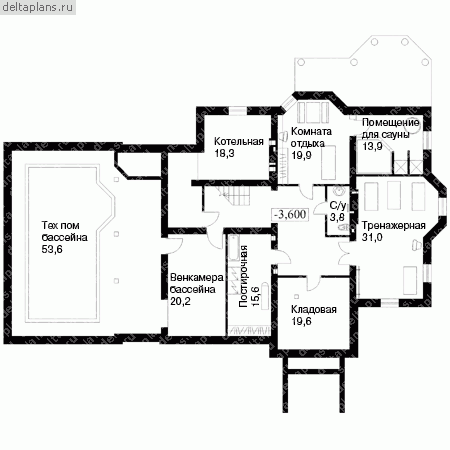 deltaplans.ru
Котельная
18,3
Комната
отдыха
19,9
Помещение
для сауны
13,9
-3,600
С/у
3,8
Тренажерная
31,0
Тех пом
бассейна
53,6
Венкамера
бассейна
20,2
Постирочная
15,6
Кладовая
19,6